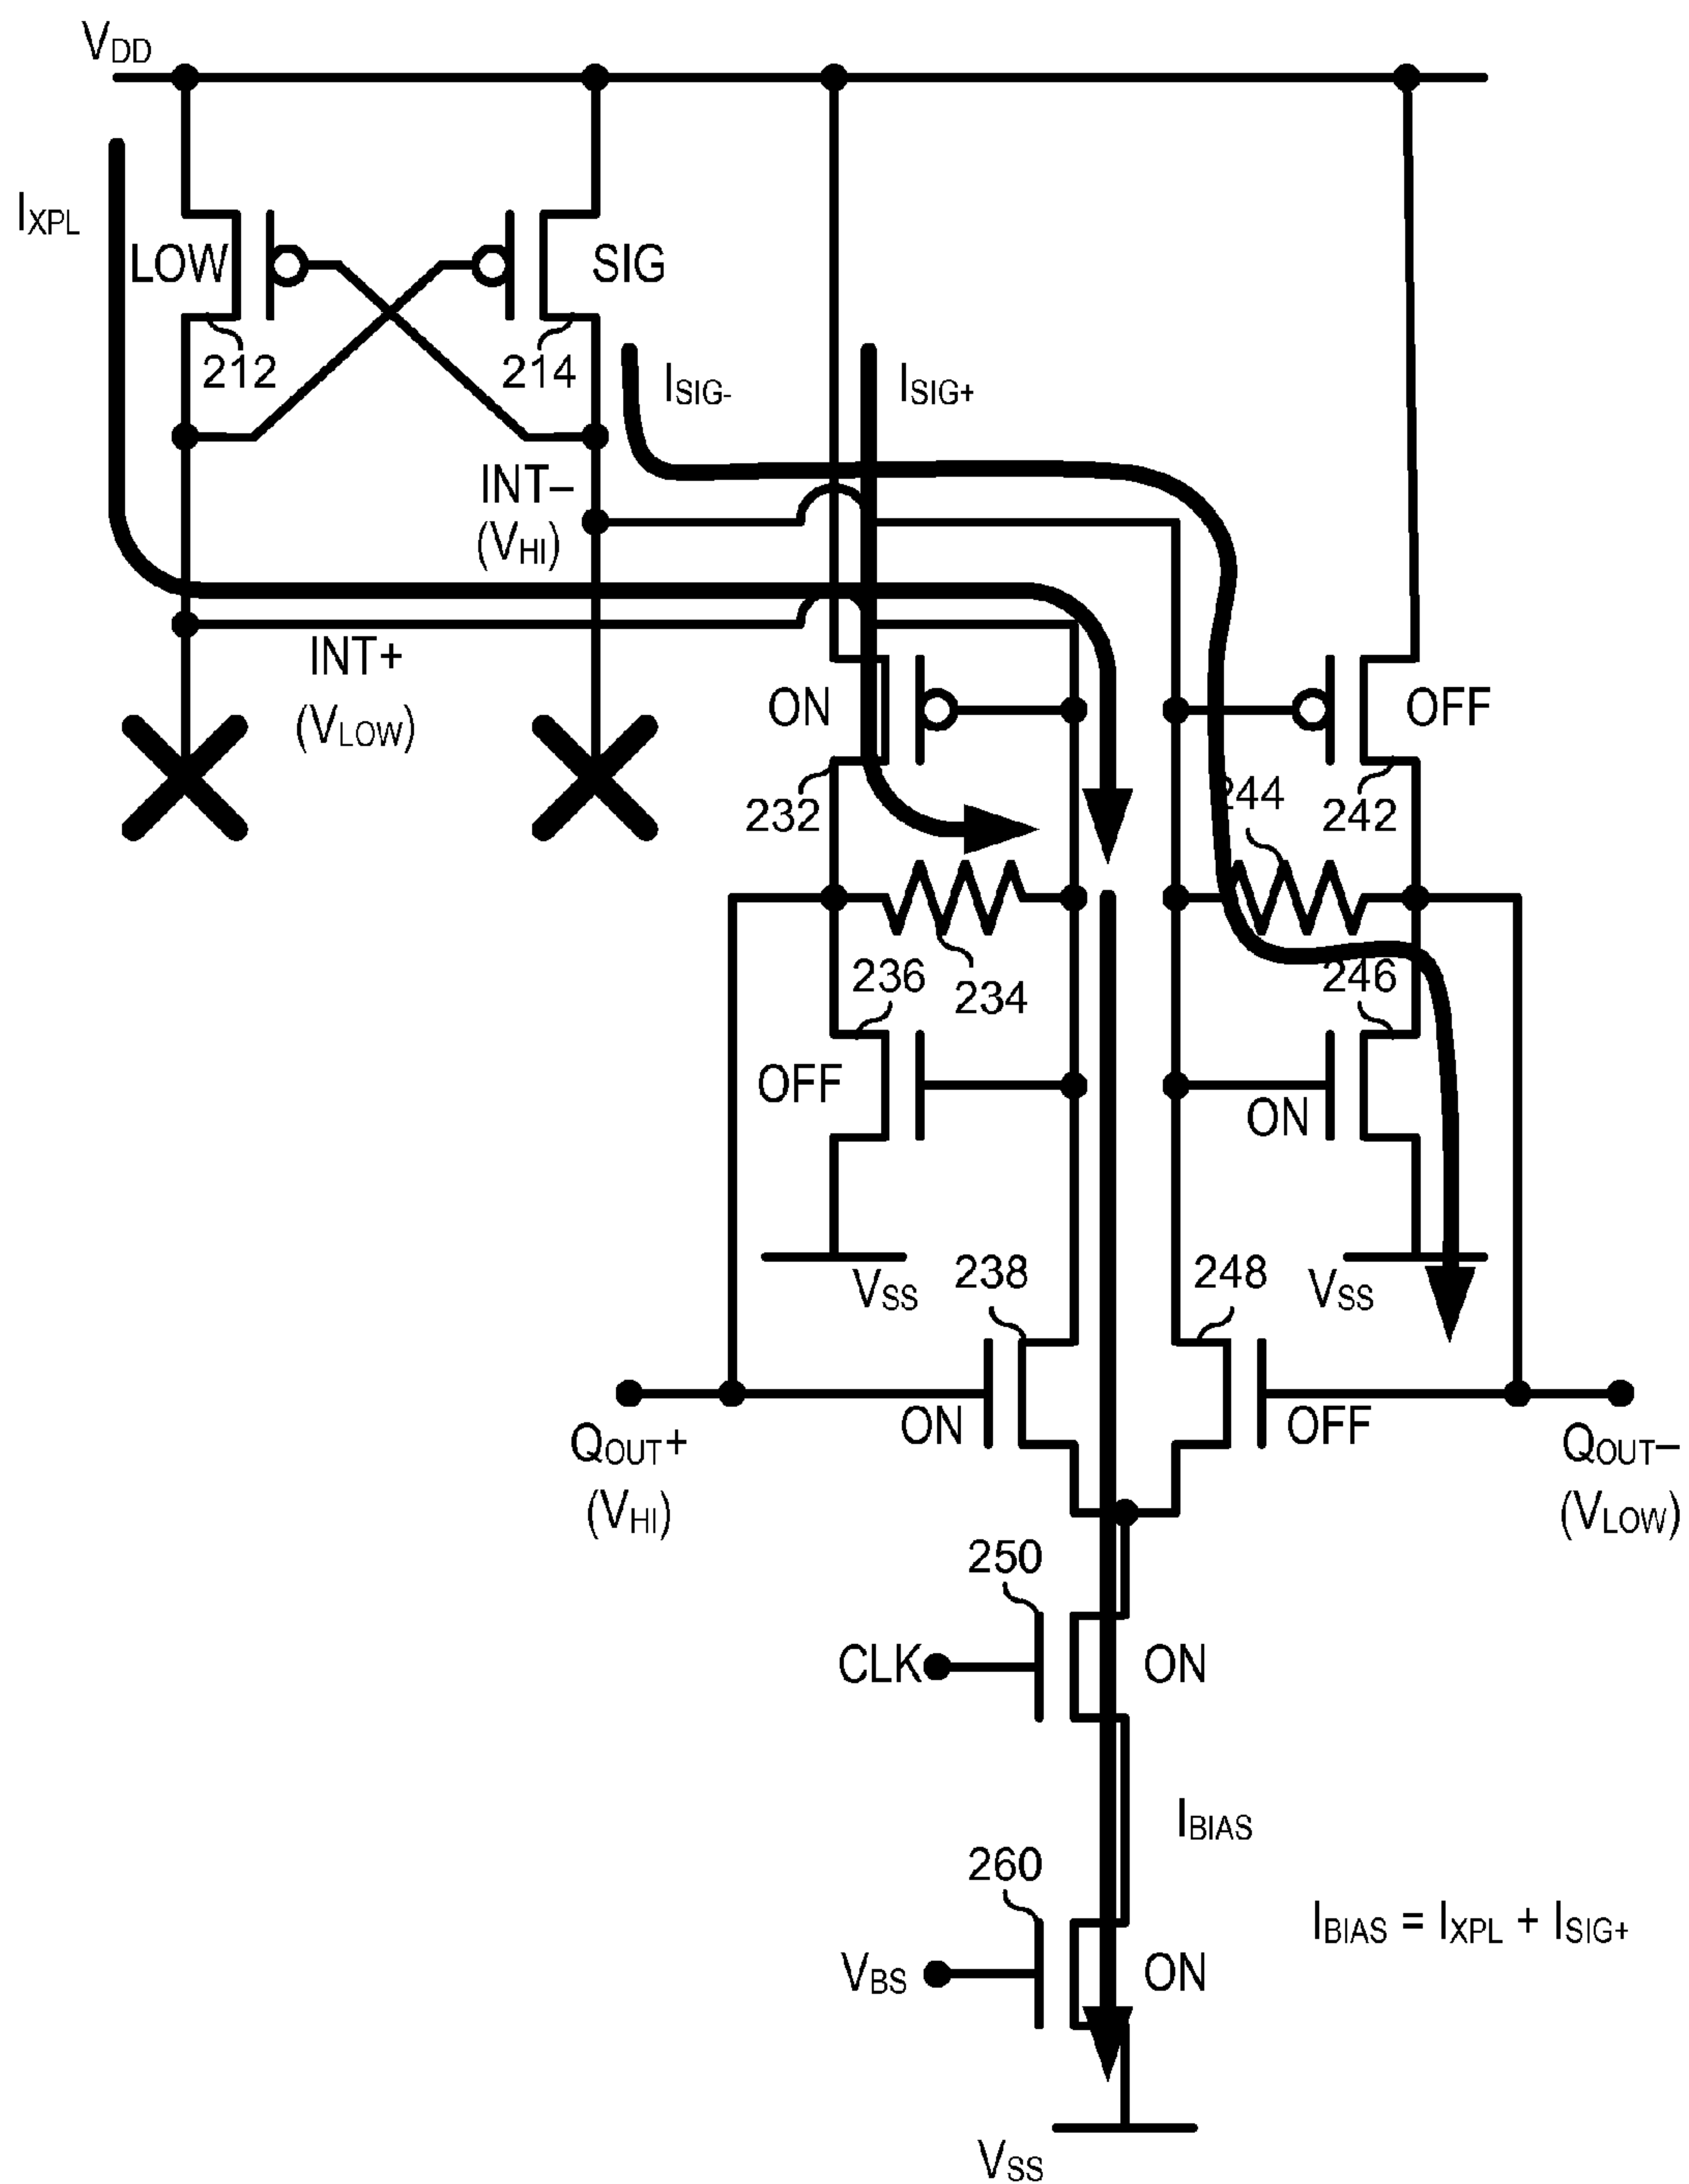 VDD
IXPL
LOW
SIG
212
214
ISIG-
ISIG+
INT–
(VHI)
INT+
(VLOW)
ON
OFF
232
244
242
236
234
246
OFF
ON
VSS
238
248
VSS
ON
OFF
QOUT+
(VHI)
QOUT–
(VLOW)
250
CLK
ON
IBIAS
260
IBIAS = IXPL + ISIG+
VBS
ON
VSS